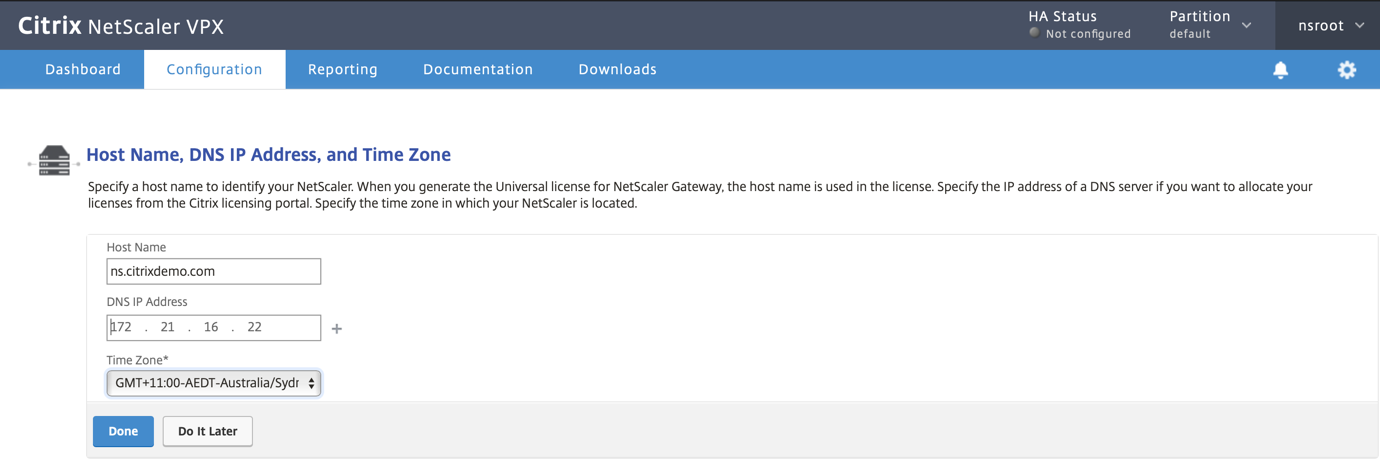 Citrix NetScaler VPX
HA Status
Not configured
Partition
default
nsroot
Dashboard
Configuration
Reporting
Documentation
Downloads
Host Name, DNS IP Address, and Time Zone
Specify a host name to identify your NetScaler. When you generate the Universal license for NetScaler Gateway, the host name is used in the license. Specify the IP address of a DNS server if you want to allocate your
licenses from the Citrix licensing portal. Specify the time zone in which your NetScaler is located.
Host Name
ns.citrixdemo.com
DNS IP Address
172 . 21 . 16 . 22
+
Time Zone*
GMT+11:00-AEDT-Australia/Sydr
Done
Do It Later